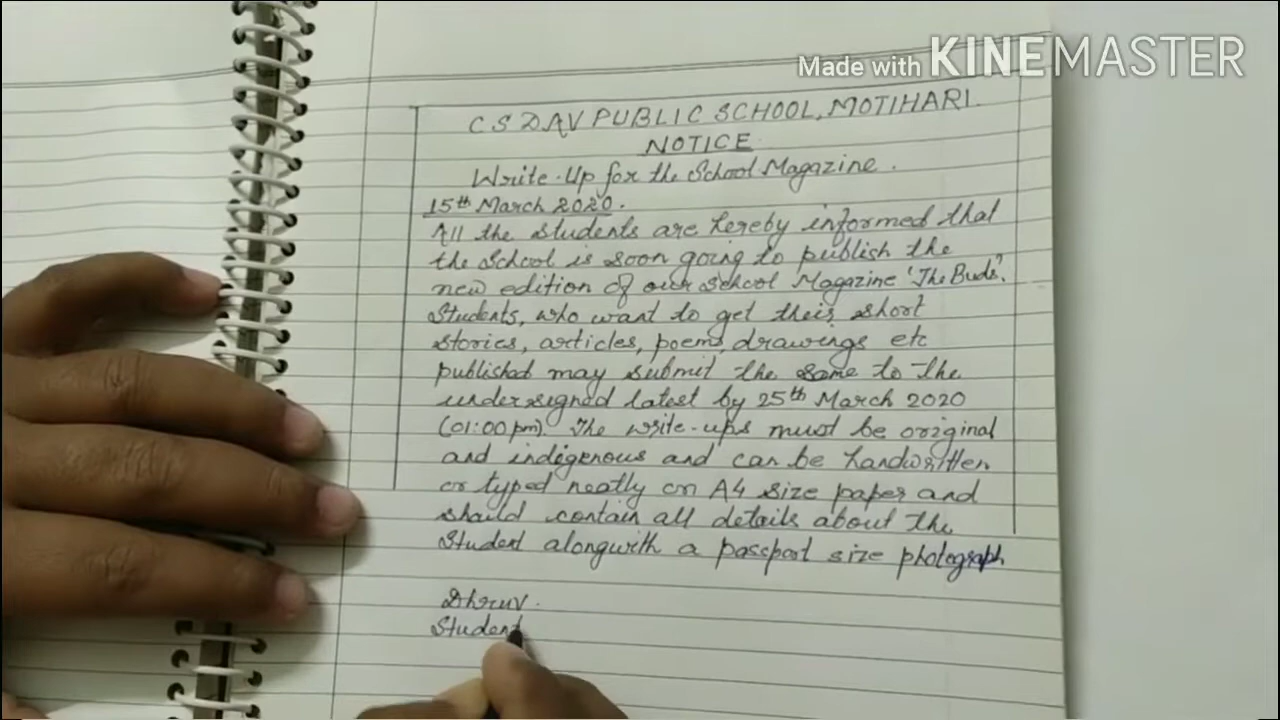 Made with KINEMASTER
CS DAV PUBLIC SCHOOL, MOTIHARI.
NOTICE
Write-Up for the School Magazine.
15th March 2020.
All the students are hereby informed that
the School is soon going to publish the
new edition of our School Magazine 'The Buds'.
Students, who want to get their short
stories, articles, poems, drawings etc
published may submit the same to the
undersigned latest by 25th March 2020
(01:00pm). The write-ups must be original
and indigenous and can be handwritten
or typed neatly on A4 size paper and
should contain all details about the
Student alongwith a passport size photograph
Dhruv.
Student